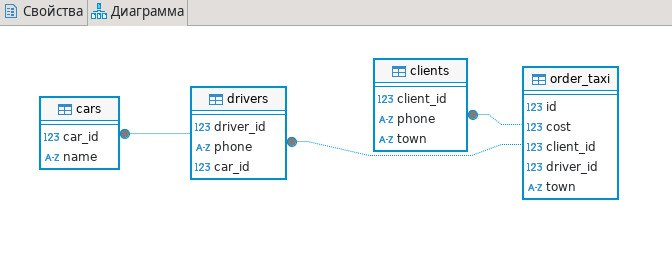 Свойства
Диаграмма
cars
123 car_id
A-Z name
drivers
123 driver_id
A-Z phone
123 car_id
clients
123 client_id
A-Z phone
A-Z town
order_taxi
123 id
123 cost
123 client_id
123 driver_id
A-Z town